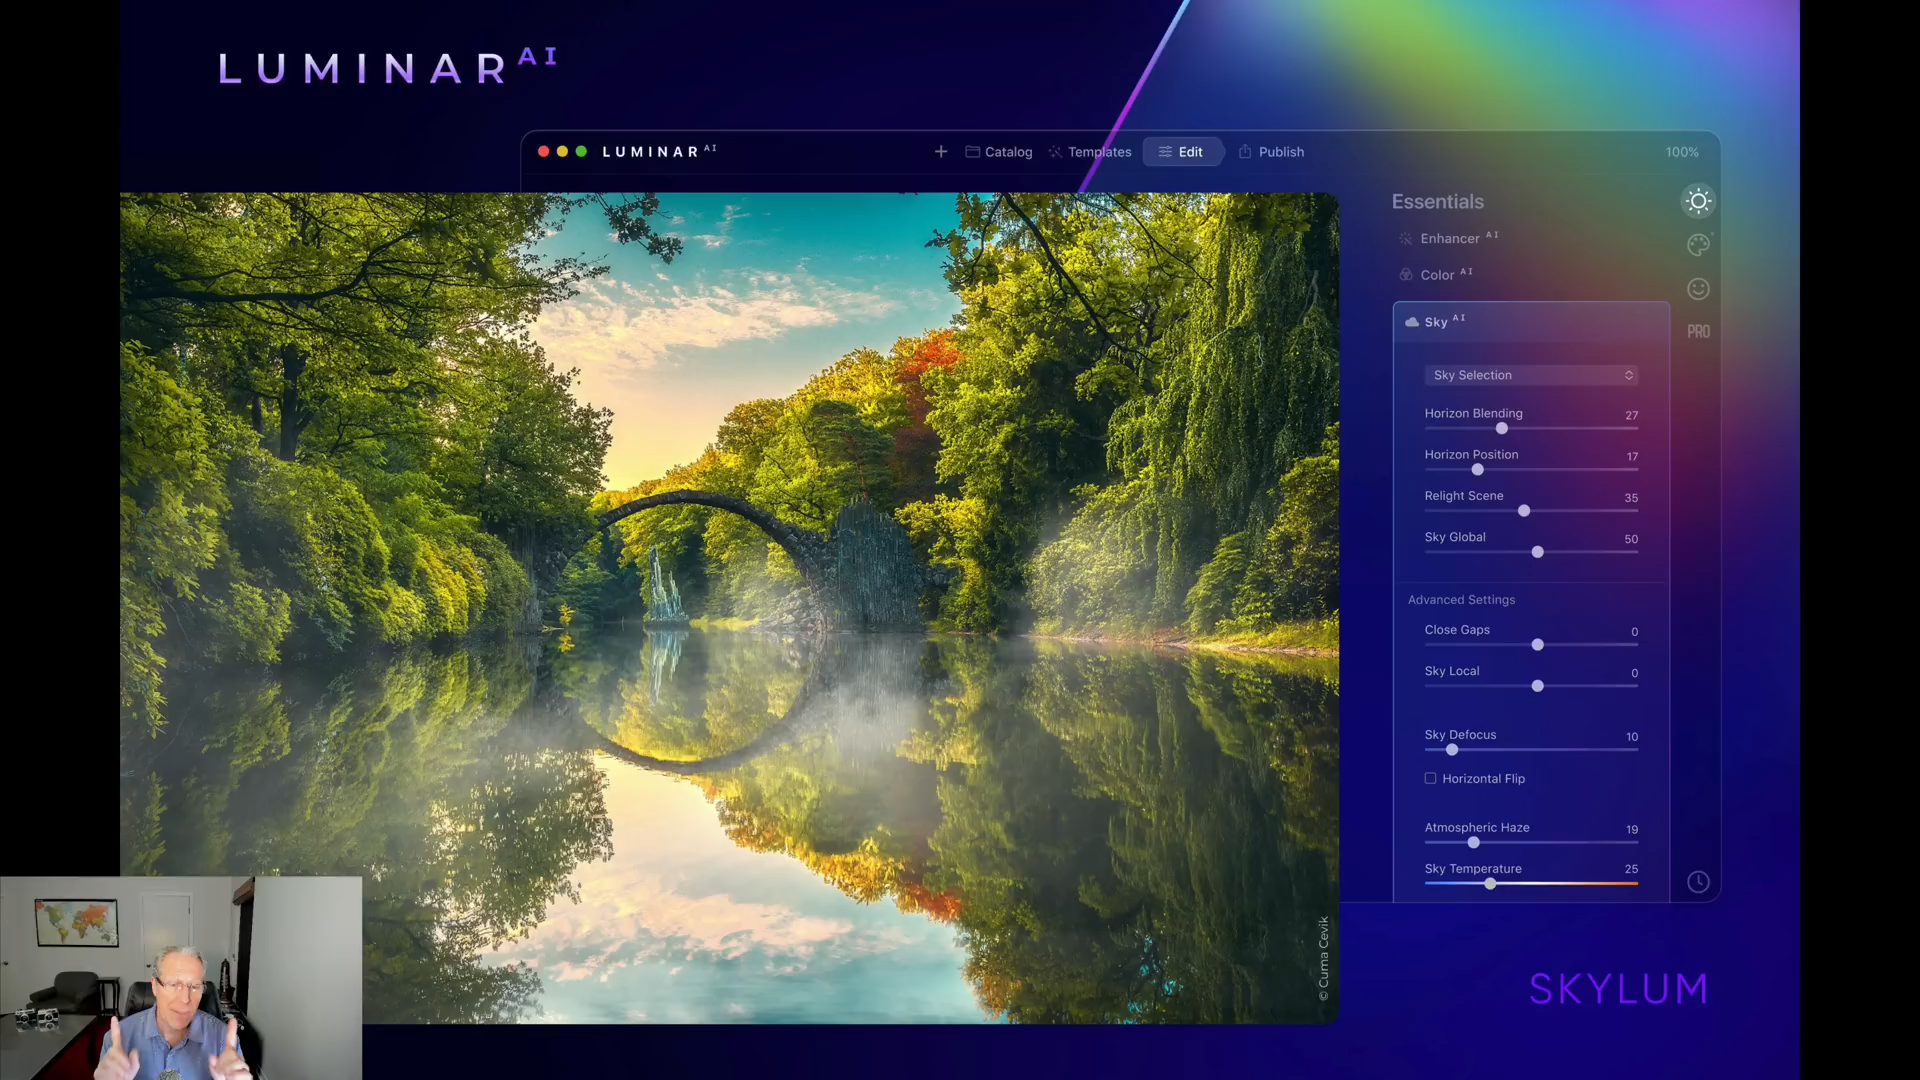 LUMINAR AI
LUMINAR AI
Catalog
Templates
Edit
Publish
100%
Essentials
Enhancer AI
Color AI
Sky AI
PRO
Sky Selection
Horizon Blending 27
Horizon Position 17
Relight Scene 35
Sky Global 50
Advanced Settings
Close Gaps 0
Sky Local 0
Sky Defocus 10
Horizontal Flip
Atmospheric Haze 19
Sky Temperature 25
© Cuma Cevik
SKYLUM